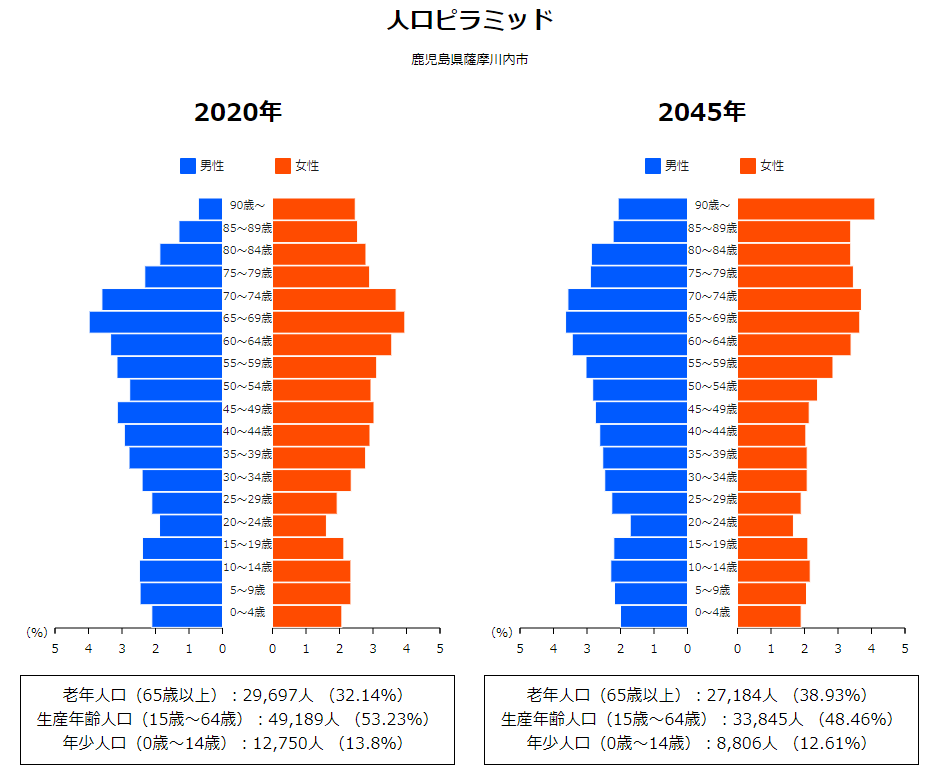 人口ピラミッド
鹿児島県薩摩川内市
2020年
男性 女性
90歳～
85～89歳
80～84歳
75～79歳
70～74歳
65～69歳
60～64歳
55～59歳
50～54歳
45～49歳
40～44歳
35～39歳
30～34歳
25～29歳
20～24歳
15～19歳
10～14歳
5～9歳
0～4歳
(%)
5 4 3 2 1 0 0 1 2 3 4 5
老年人口（65歳以上）：29,697人 （32.14%）
生産年齢人口（15歳～64歳）：49,189人 （53.23%）
年少人口（0歳～14歳）：12,750人 （13.8%）
2045年
男性 女性
90歳～
85～89歳
80～84歳
75～79歳
70～74歳
65～69歳
60～64歳
55～59歳
50～54歳
45～49歳
40～44歳
35～39歳
30～34歳
25～29歳
20～24歳
15～19歳
10～14歳
5～9歳
0～4歳
(%)
5 4 3 2 1 0 0 1 2 3 4 5
老年人口（65歳以上）：27,184人 （38.93%）
生産年齢人口（15歳～64歳）：33,845人 （48.46%）
年少人口（0歳～14歳）：8,806人 （12.61%）